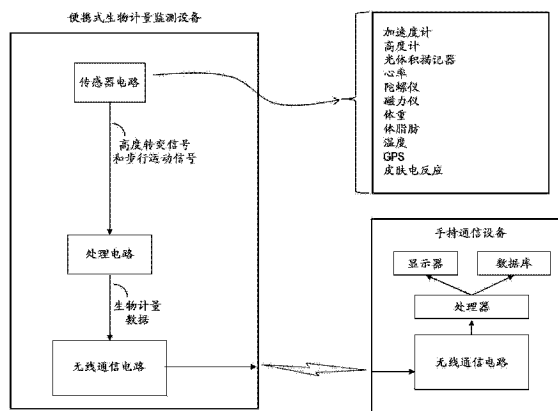 便携式生物计量监测设备
传感器电路
高度转变信号
和步行运动信号
处理电路
生物计量
数据
无线通信电路
加速度计
高度计
光体积描记器
心率
陀螺仪
磁力仪
体重
体脂肪
温度
GPS
皮肤电反应
手持通信设备
显示器
数据库
处理器
无线通信电路